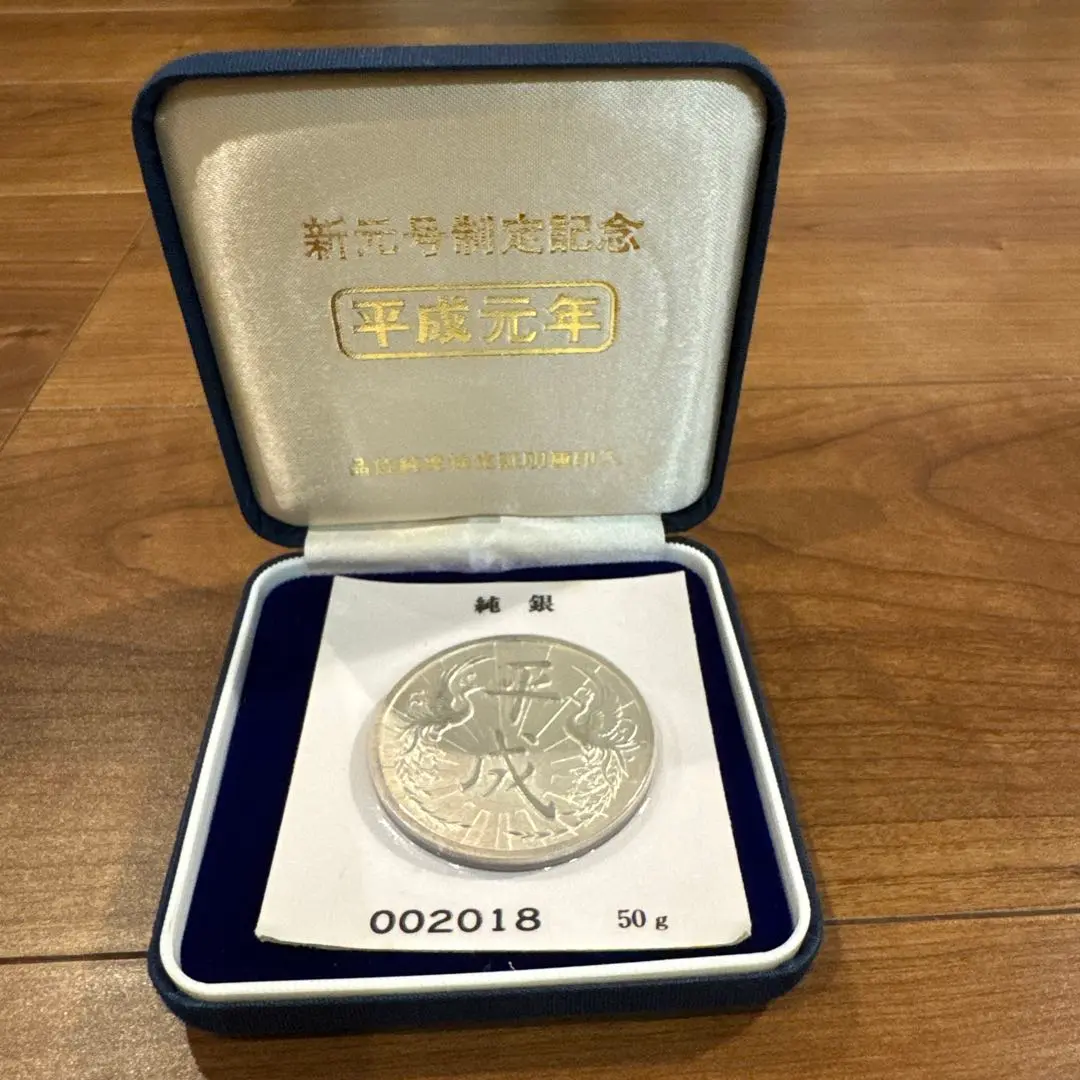 新元号制定記念
平成元年
純 銀
平
成
002018 50g